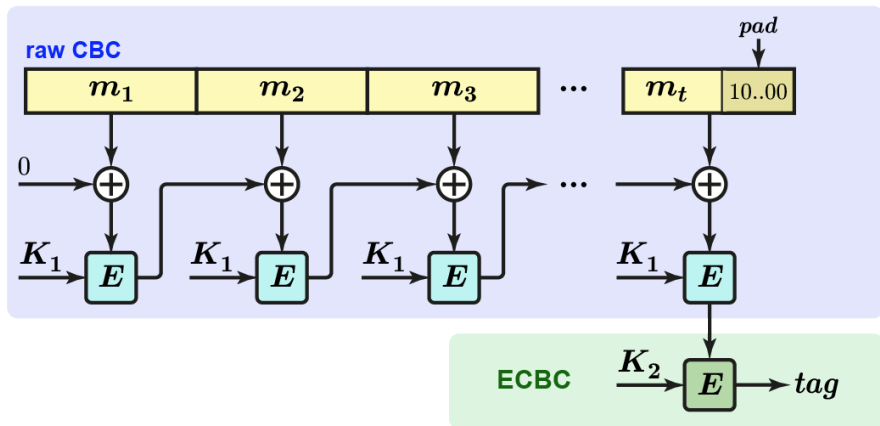 pad
raw CBC
m₁ m₂ m₃ ... mₜ 10..00
0 ...
K₁ E K₁ E K₁ E K₁ E
K₂ E tag
ECBC